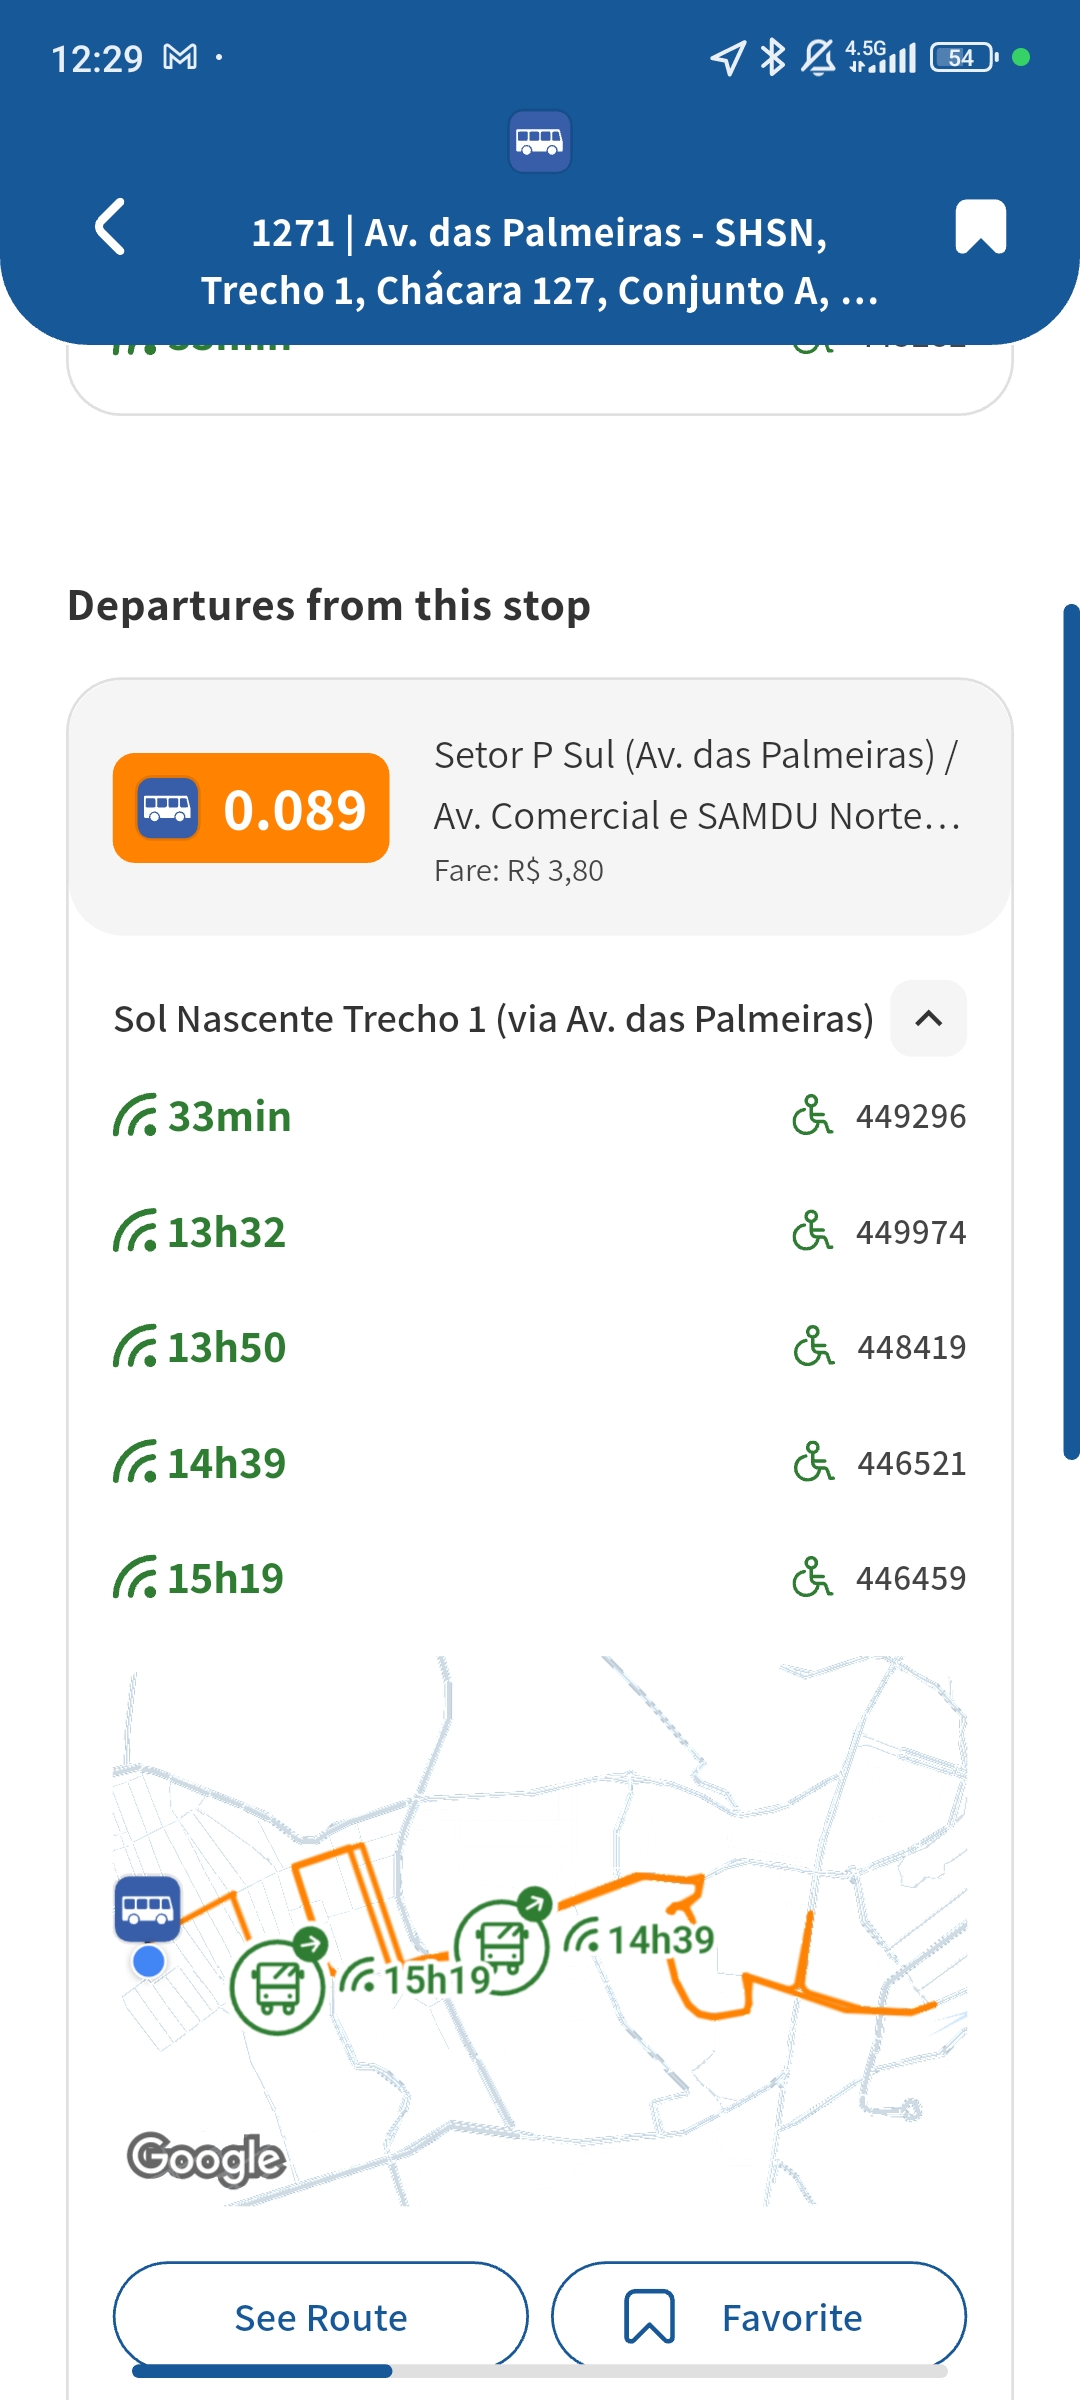 12:29
4.5G
54
1271 | Av. das Palmeiras - SHSN,
Trecho 1, Chácara 127, Conjunto A, ...
Departures from this stop
0.089
Setor P Sul (Av. das Palmeiras) /
Av. Comercial e SAMDU Norte...
Fare: R$ 3,80
Sol Nascente Trecho 1 (via Av. das Palmeiras)
33min 449296
13h32 449974
13h50 448419
14h39 446521
15h19 446459
14h39
15h19
Google
See Route
Favorite